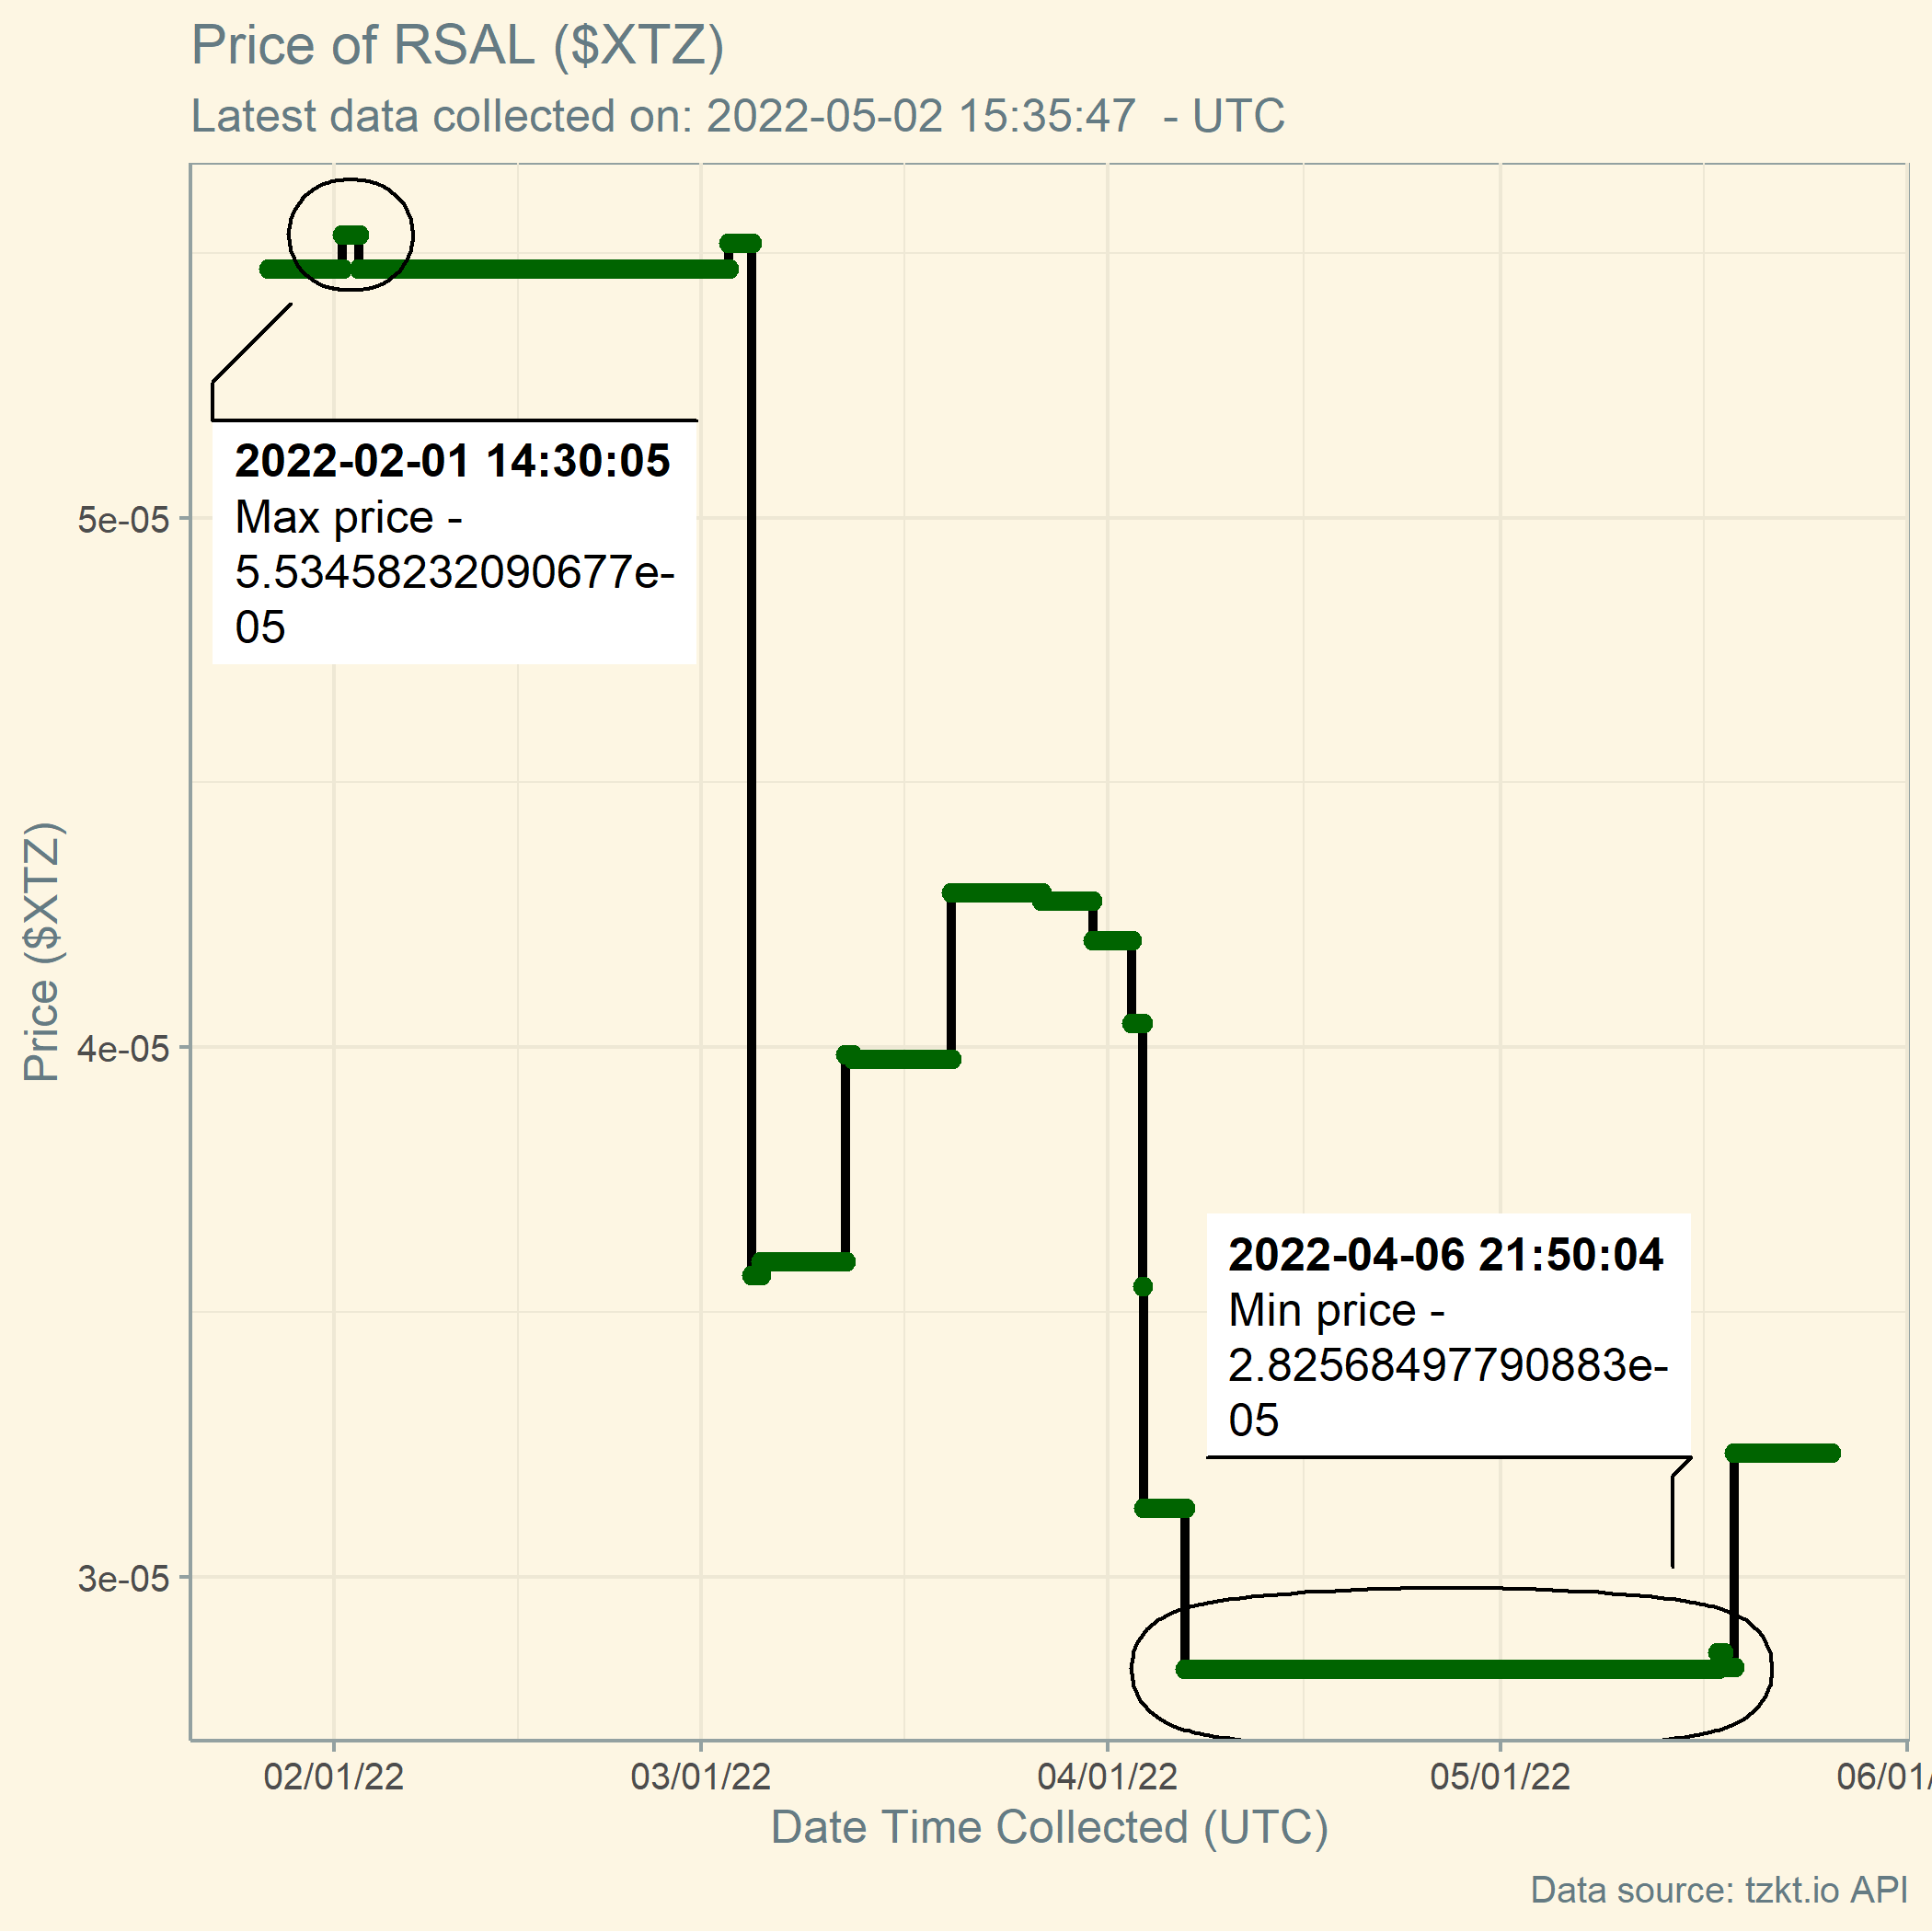 Price of RSAL ($XTZ)
Latest data collected on: 2022-05-02 15:35:47  - UTC
2022-02-01 14:30:05
Max price -
5.53458232090677e-
05
5e-05
Price ($XTZ)
4e-05
2022-04-06 21:50:04
Min price -
2.82568497790883e-
05
3e-05
02/01/22
03/01/22
04/01/22
05/01/22
06/01/
Date Time Collected (UTC)
Data source: tzkt.io API